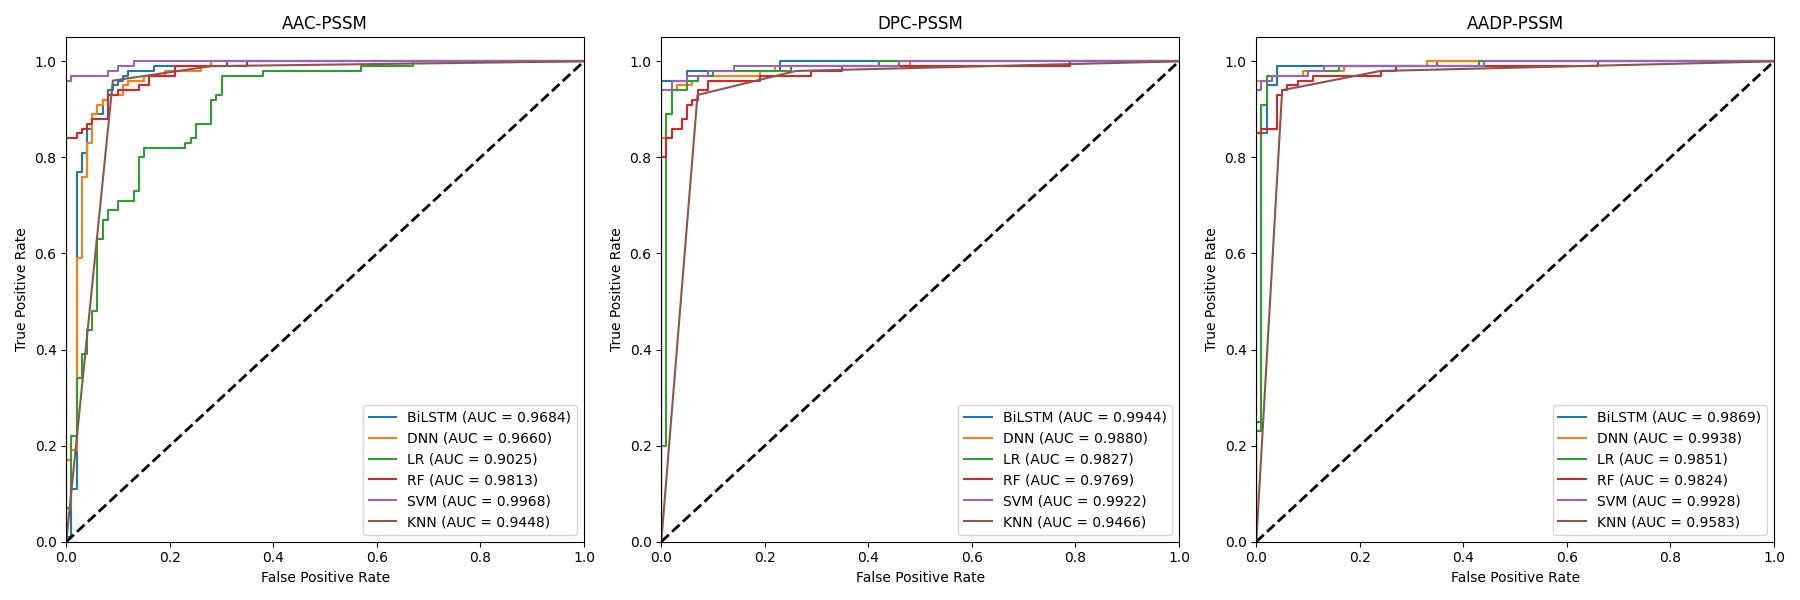 AAC-PSSM
1.0
0.8
0.6
0.4
0.2
0.0
True Positive Rate
BiLSTM (AUC = 0.9684)
DNN (AUC = 0.9660)
LR (AUC = 0.9025)
RF (AUC = 0.9813)
SVM (AUC = 0.9968)
KNN (AUC = 0.9448)
0.0 0.2 0.4 0.6 0.8 1.0
False Positive Rate
DPC-PSSM
1.0
0.8
0.6
0.4
0.2
0.0
True Positive Rate
BiLSTM (AUC = 0.9944)
DNN (AUC = 0.9880)
LR (AUC = 0.9827)
RF (AUC = 0.9769)
SVM (AUC = 0.9922)
KNN (AUC = 0.9466)
0.0 0.2 0.4 0.6 0.8 1.0
False Positive Rate
AADP-PSSM
1.0
0.8
0.6
0.4
0.2
0.0
True Positive Rate
BiLSTM (AUC = 0.9869)
DNN (AUC = 0.9938)
LR (AUC = 0.9851)
RF (AUC = 0.9824)
SVM (AUC = 0.9928)
KNN (AUC = 0.9583)
0.0 0.2 0.4 0.6 0.8 1.0
False Positive Rate